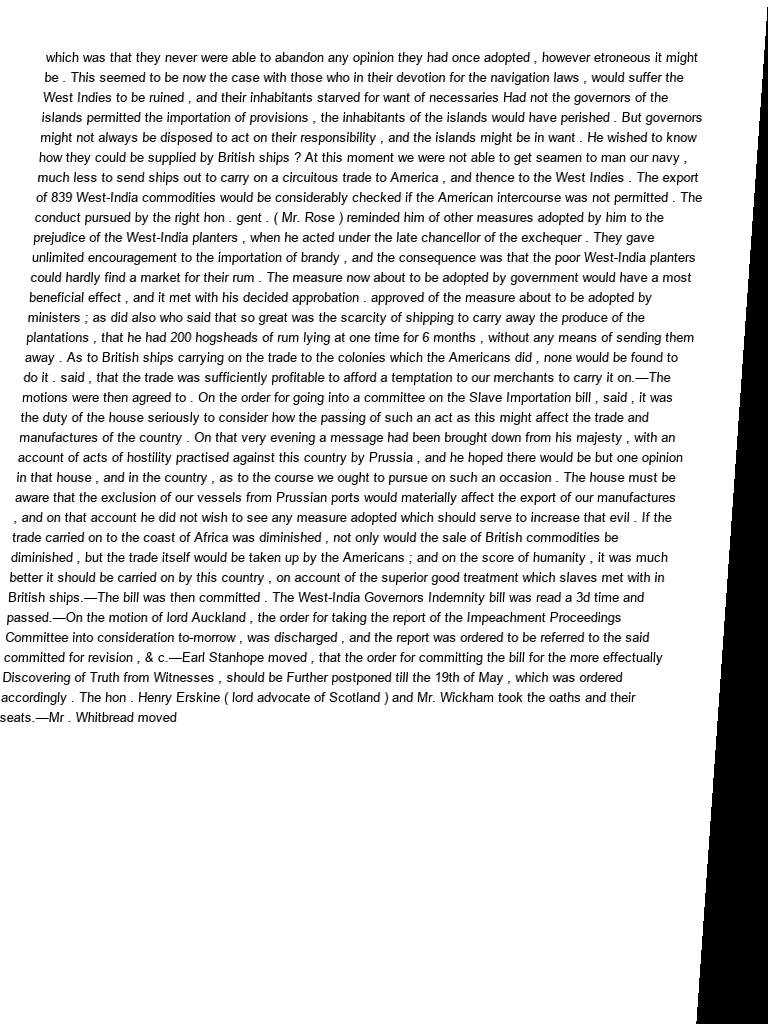 which was that they never were able to abandon any opinion they had once adopted , however etroneous it might
be . This seemed to be now the case with those who in their devotion for the navigation laws , would suffer the
West Indies to be ruined , and their inhabitants starved for want of necessaries Had not the governors of the
islands permitted the importation of provisions , the inhabitants of the islands would have perished . But governors
might not always be disposed to act on their responsibility , and the islands might be in want . He wished to know
how they could be supplied by British ships ? At this moment we were not able to get seamen to man our navy ,
much less to send ships out to carry on a circuitous trade to America , and thence to the West Indies . The export
of 839 West-India commodities would be considerably checked if the American intercourse was not permitted . The
conduct pursued by the right hon . gent . ( Mr. Rose ) reminded him of other measures adopted by him to the
prejudice of the West-India planters , when he acted under the late chancellor of the exchequer . They gave
unlimited encouragement to the importation of brandy , and the consequence was that the poor West-India planters
could hardly find a market for their rum . The measure now about to be adopted by government would have a most
beneficial effect , and it met with his decided approbation . approved of the measure about to be adopted by
ministers ; as did also who said that so great was the scarcity of shipping to carry away the produce of the
plantations , that he had 200 hogsheads of rum lying at one time for 6 months , without any means of sending them
away . As to British ships carrying on the trade to the colonies which the Americans did , none would be found to
do it . said , that the trade was sufficiently profitable to afford a temptation to our merchants to carry it on.—The
motions were then agreed to . On the order for going into a committee on the Slave Importation bill , said , it was
the duty of the house seriously to consider how the passing of such an act as this might affect the trade and
manufactures of the country . On that very evening a message had been brought down from his majesty , with an
account of acts of hostility practised against this country by Prussia , and he hoped there would be but one opinion
in that house , and in the country , as to the course we ought to pursue on such an occasion . The house must be
aware that the exclusion of our vessels from Prussian ports would materially affect the export of our manufactures
, and on that account he did not wish to see any measure adopted which should serve to increase that evil . If the
trade carried on to the coast of Africa was diminished , not only would the sale of British commodities be
diminished , but the trade itself would be taken up by the Americans ; and on the score of humanity , it was much
better it should be carried on by this country , on account of the superior good treatment which slaves met with in
British ships.—The bill was then committed . The West-India Governors Indemnity bill was read a 3d time and
passed.—On the motion of lord Auckland , the order for taking the report of the Impeachment Proceedings
Committee into consideration to-morrow , was discharged , and the report was ordered to be referred to the said
committed for revision , & c.—Earl Stanhope moved , that the order for committing the bill for the more effectually
Discovering of Truth from Witnesses , should be Further postponed till the 19th of May , which was ordered
accordingly . The hon . Henry Erskine ( lord advocate of Scotland ) and Mr. Wickham took the oaths and their
seats.—Mr . Whitbread moved